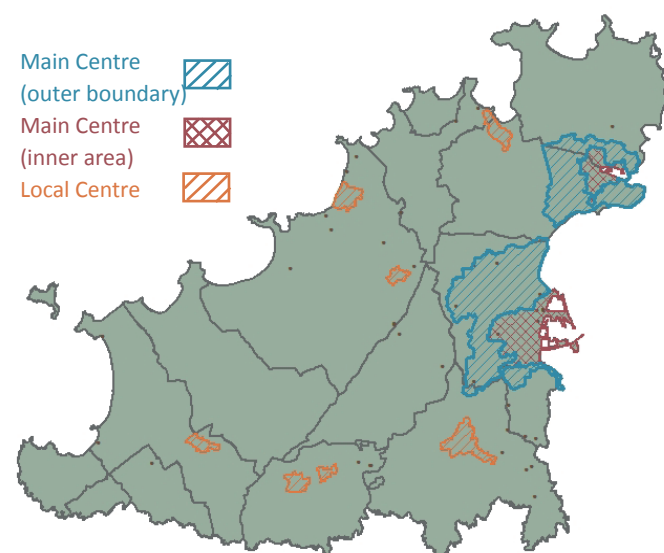 Main Centre
(outer boundary)
Main Centre
(inner area)
Local Centre